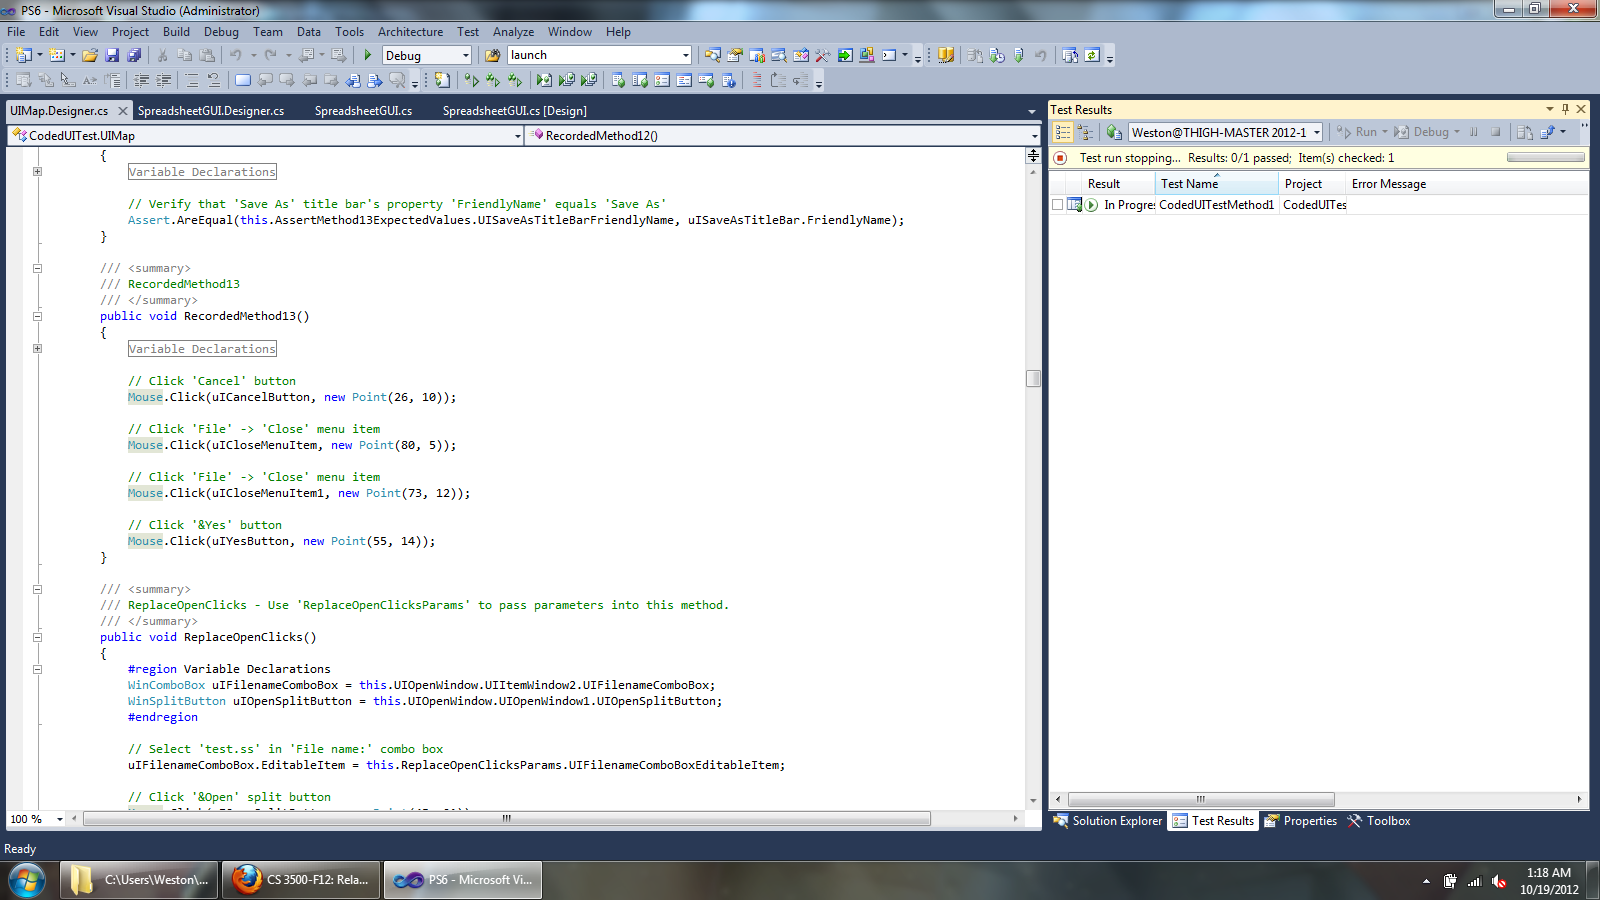 PS6 - Microsoft Visual Studio (Administrator)
File Edit View Project Build Debug Team Data Tools Architecture Test Analyze Window Help
Debug launch
UIMap.Designer.cs SpreadsheetGUI.Designer.cs SpreadsheetGUI.cs SpreadsheetGUI.cs [Design]
CodedUITest.UIMap RecordedMethod12()
{
Variable Declarations
// Verify that 'Save As' title bar's property 'FriendlyName' equals 'Save As'
Assert.AreEqual(this.AssertMethod13ExpectedValues.UISaveAsTitleBarFriendlyName, uISaveAsTitleBar.FriendlyName);
}
/// <summary>
/// RecordedMethod13
/// </summary>
public void RecordedMethod13()
{
Variable Declarations
// Click 'Cancel' button
Mouse.Click(uICancelButton, new Point(26, 10));
// Click 'File' -> 'Close' menu item
Mouse.Click(uICloseMenuItem, new Point(80, 5));
// Click 'File' -> 'Close' menu item
Mouse.Click(uICloseMenuItem1, new Point(73, 12));
// Click '&Yes' button
Mouse.Click(uIYesButton, new Point(55, 14));
}
/// <summary>
/// ReplaceOpenClicks - Use 'ReplaceOpenClicksParams' to pass parameters into this method.
/// </summary>
public void ReplaceOpenClicks()
{
#region Variable Declarations
WinComboBox uIFilenameComboBox = this.UIOpenWindow.UIItemWindow2.UIFilenameComboBox;
WinSplitButton uIOpenSplitButton = this.UIOpenWindow.UIOpenWindow1.UIOpenSplitButton;
#endregion
// Select 'test.ss' in 'File name:' combo box
uIFilenameComboBox.EditableItem = this.ReplaceOpenClicksParams.UIFilenameComboBoxEditableItem;
// Click '&Open' split button
100 %
Test Results
Weston@THIGH-MASTER 2012-1 Run Debug
Test run stopping... Results: 0/1 passed; Item(s) checked: 1
Result Test Name Project Error Message
In Progre CodedUITestMethod1 CodedUITes
Solution Explorer Test Results Properties Toolbox
Ready
C:\Users\Weston\... CS 3500-F12: Rela... PS6 - Microsoft Vi...
1:18 AM
10/19/2012